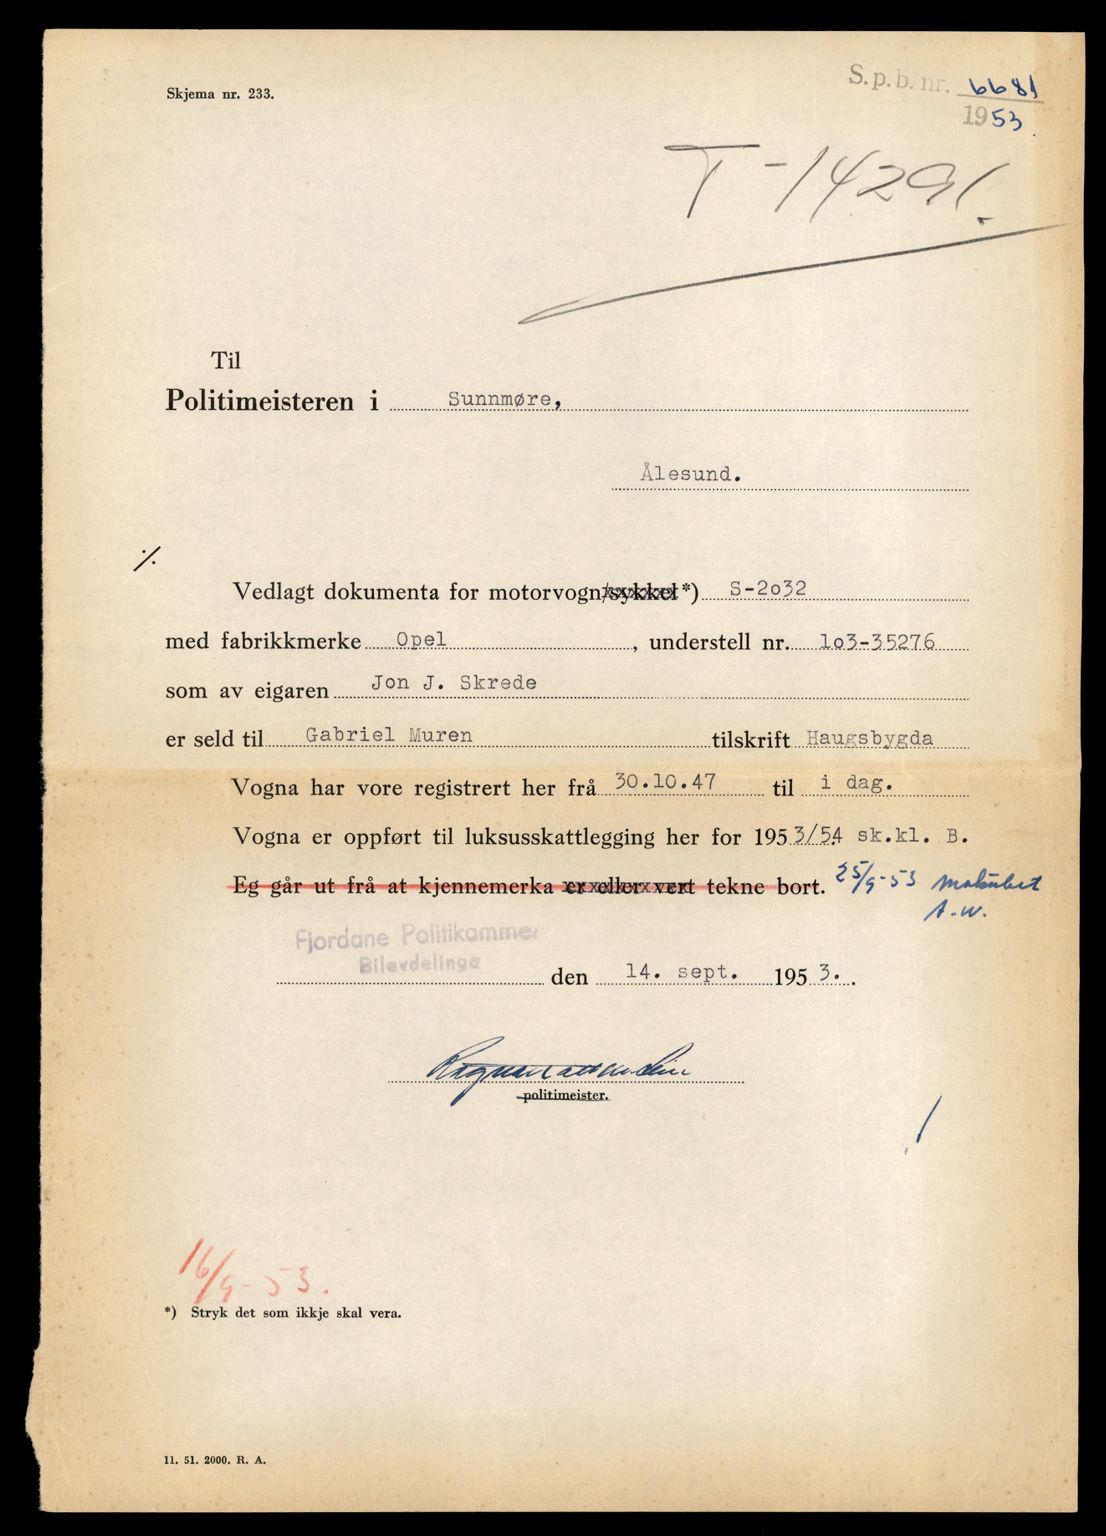 Skjema nr. 233.
S.p.b. nr. 6681
1953.
T-14291.
Til
Politimeisteren i Sunnmøre,
Ålesund.
⁒
Vedlagt dokumenta for motorvogn/sykkel*) S-2o32
med fabrikkmerke Opel, understell nr. 1o3-35276
som av eigaren Jon J. Skrede
er seld til Gabriel Muren tilskrift Haugsbygda
Vogna har vore registrert her frå 30.10.47 til i dag.
Vogna er oppført til luksusskattlegging her for 1953/54 sk.kl. B.
Eg går ut frå at kjennemerka er eller vert tekne bort. 25/9-53
A.W.
Fjordane Politikammer
Bilavdelinga
den 14. sept. 1953.
politimeister.
!
16/9-53.
*) Stryk det som ikkje skal vera.
11. 51. 2000. R. A.